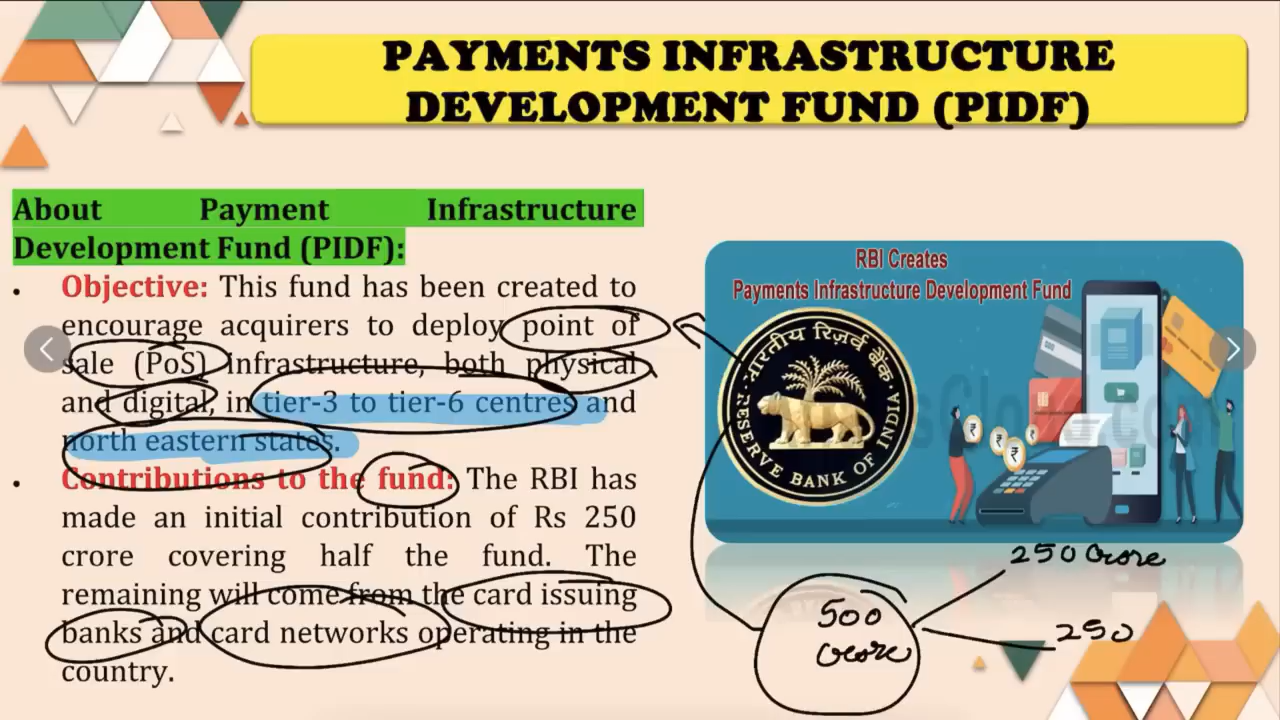 PAYMENTS INFRASTRUCTURE
DEVELOPMENT FUND (PIDF)
About Payment Infrastructure
Development Fund (PIDF):
• Objective: This fund has been created to
encourage acquirers to deploy point of
sale (PoS) infrastructure, both physical
and digital, in tier-3 to tier-6 centres and
north eastern states.
• Contributions to the fund: The RBI has
made an initial contribution of Rs 250
crore covering half the fund. The
remaining will come from the card issuing
banks and card networks operating in the
country.
RBI Creates
Payments Infrastructure Development Fund
भारतीय रिज़र्व बैंक
RESERVE BANK OF INDIA
250 Crore
500
crore
250